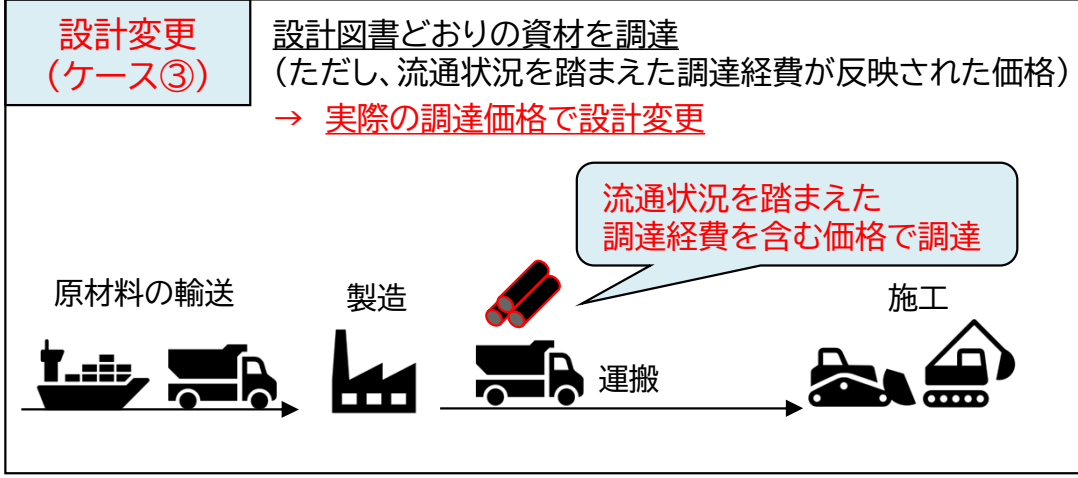 設計変更
(ケース③)
設計図書どおりの資材を調達
(ただし、流通状況を踏まえた調達経費が反映された価格)
→ 実際の調達価格で設計変更
流通状況を踏まえた
調達経費を含む価格で調達
原材料の輸送
製造
施工
運搬